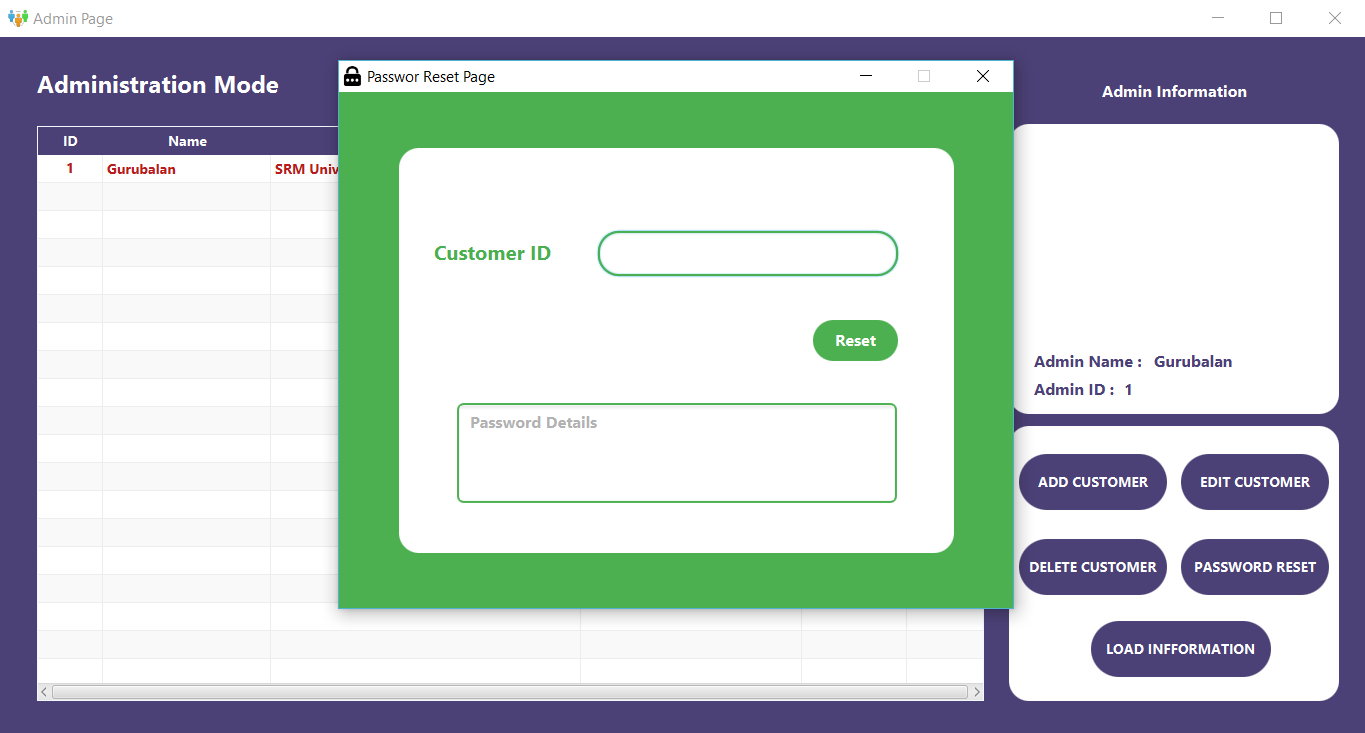 Admin Page
Administration Mode
ID Name
1 Gurubalan SRM Univ
Passwor Reset Page
Customer ID
Reset
Password Details
Admin Information
Admin Name : Gurubalan
Admin ID : 1
ADD CUSTOMER EDIT CUSTOMER
DELETE CUSTOMER PASSWORD RESET
LOAD INFFORMATION